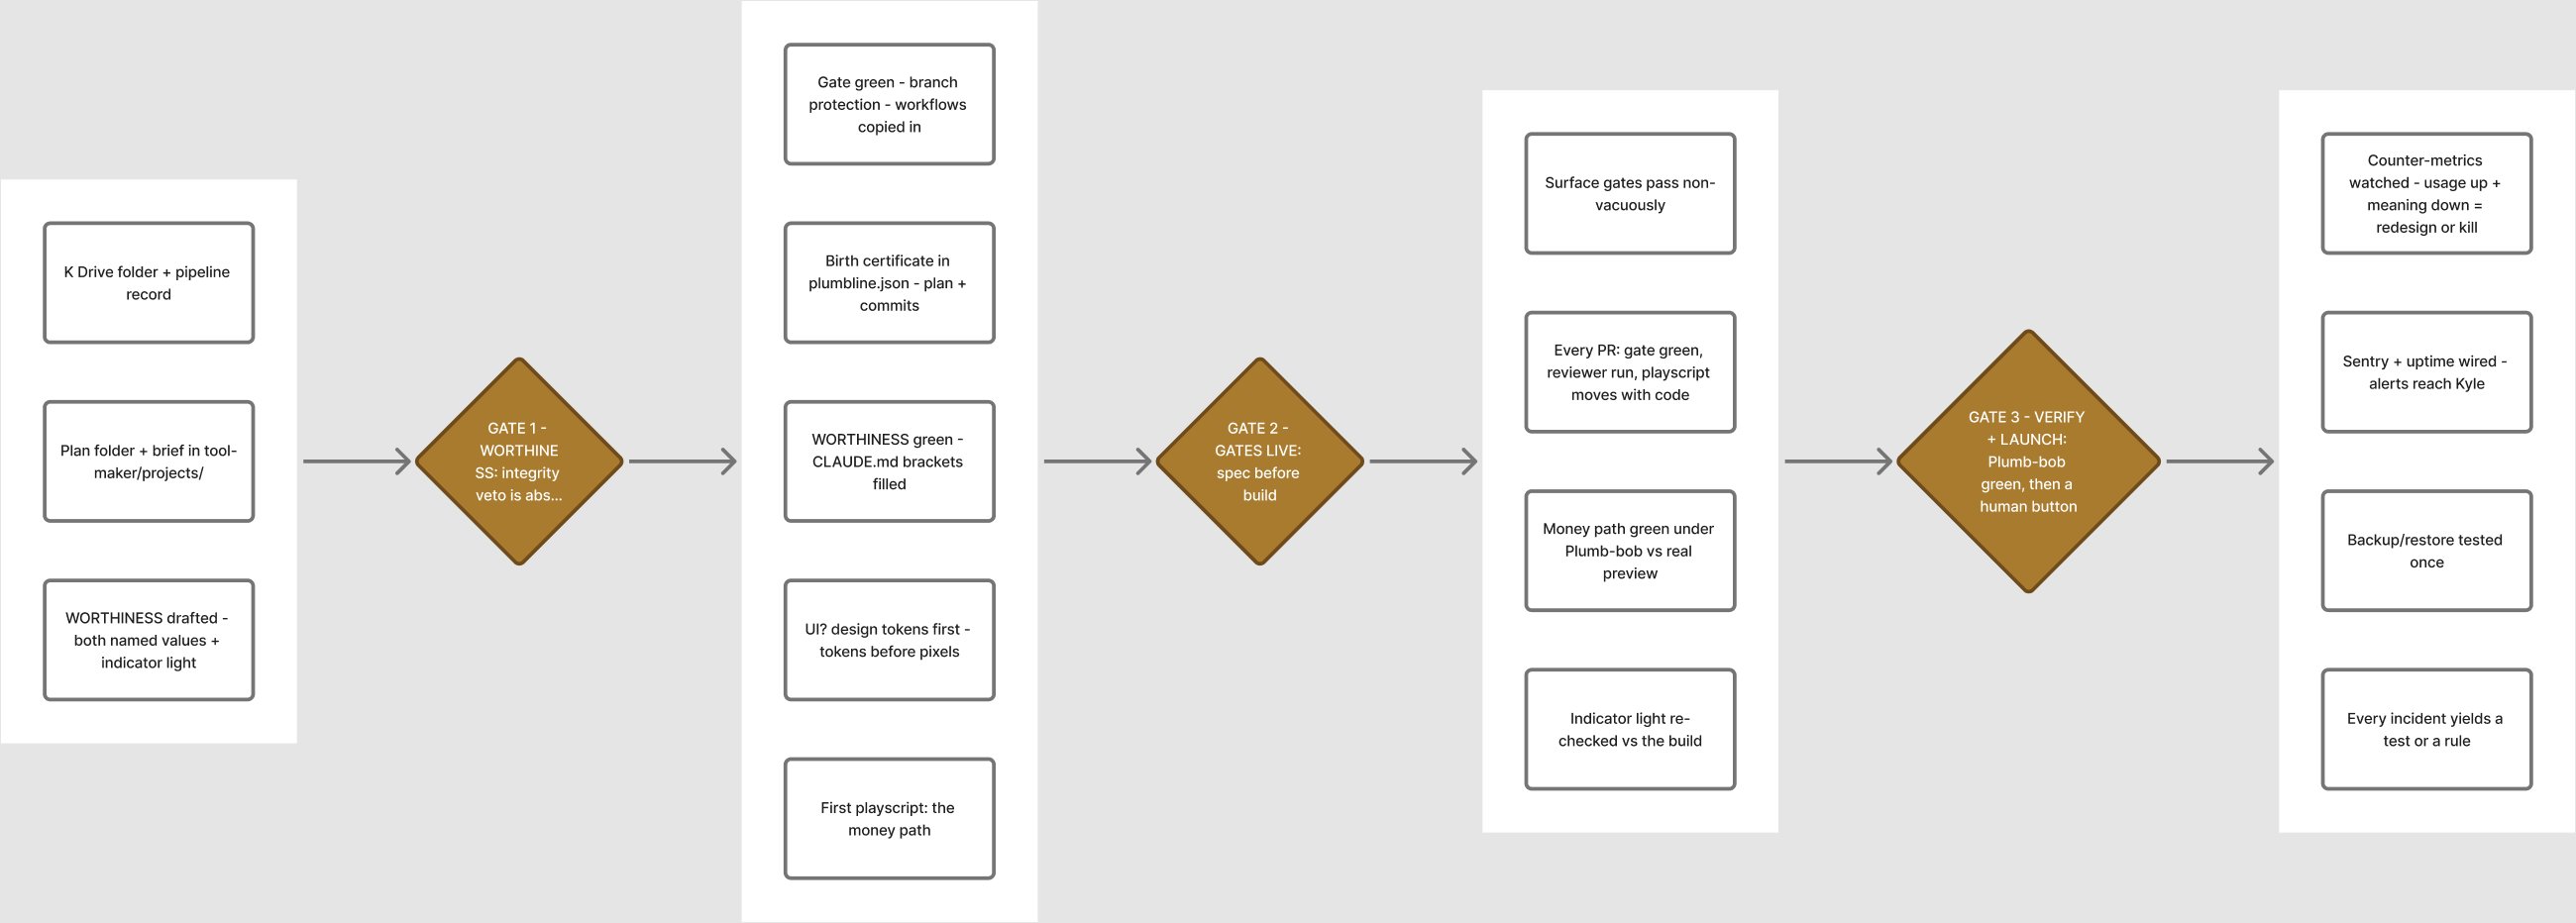 K Drive folder + pipeline
record
Plan folder + brief in tool-
maker/projects/
WORTHINESS drafted -
both named values +
indicator light
GATE 1 -
WORTHINE
SS: integrity
veto is abs...
Gate green - branch
protection - workflows
copied in
Birth certificate in
plumbline.json - plan +
commits
WORTHINESS green -
CLAUDE.md brackets
filled
UI? design tokens first -
tokens before pixels
First playscript: the
money path
GATE 2 -
GATES LIVE:
spec before
build
Surface gates pass non-
vacuously
Every PR: gate green,
reviewer run, playscript
moves with code
Money path green under
Plumb-bob vs real
preview
Indicator light re-
checked vs the build
GATE 3 - VERIFY
+ LAUNCH:
Plumb-bob
green, then a
human button
Counter-metrics
watched - usage up +
meaning down =
redesign or kill
Sentry + uptime wired -
alerts reach Kyle
Backup/restore tested
once
Every incident yields a
test or a rule